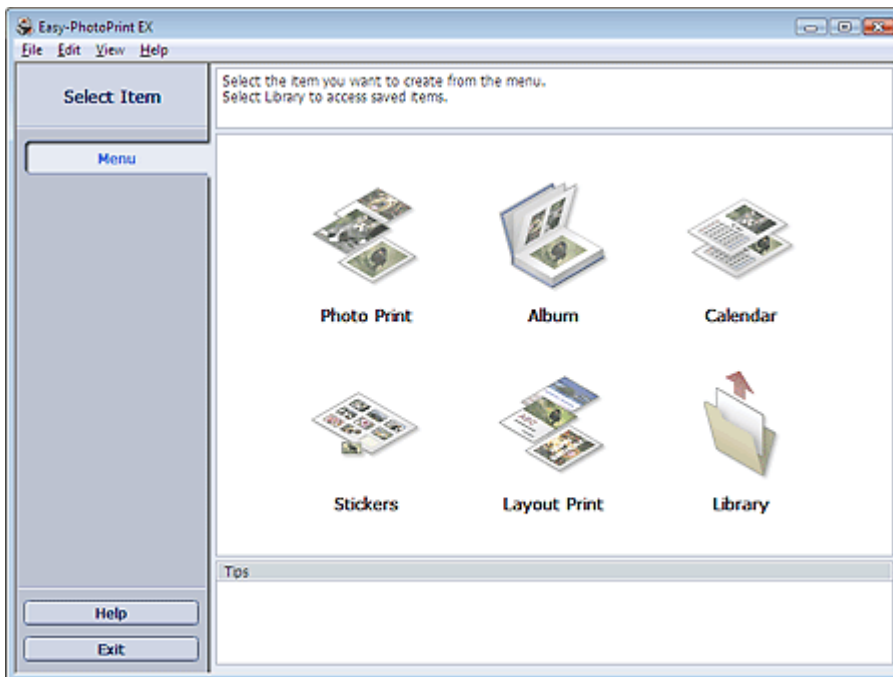 Easy-PhotoPrint EX
File Edit View Help
Select Item
Select the item you want to create from the menu.
Select Library to access saved items.
Menu
Photo Print
Album
Calendar
Stickers
Layout Print
Library
Tips
Help
Exit